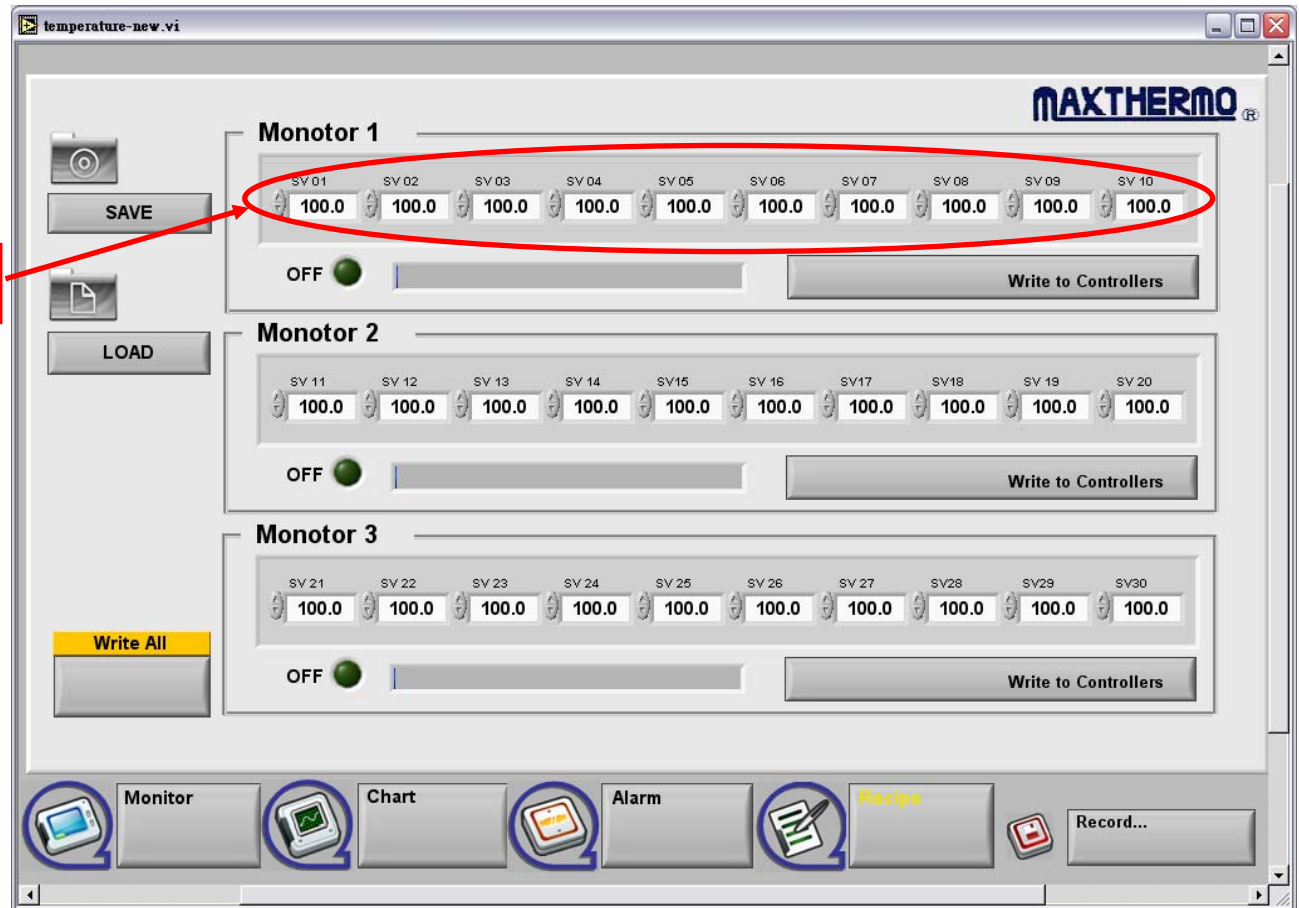 temperature-new.vi
MAXTHERMO ®
SAVE
LOAD
Write All
Monotor 1
SV 01 SV 02 SV 03 SV 04 SV 05 SV 06 SV 07 SV 08 SV 09 SV 10
100.0 100.0 100.0 100.0 100.0 100.0 100.0 100.0 100.0 100.0
OFF Write to Controllers
Monotor 2
SV 11 SV 12 SV 13 SV 14 SV15 SV 16 SV17 SV18 SV 19 SV 20
100.0 100.0 100.0 100.0 100.0 100.0 100.0 100.0 100.0 100.0
OFF Write to Controllers
Monotor 3
SV 21 SV 22 SV 23 SV 24 SV 25 SV 26 SV 27 SV28 SV29 SV30
100.0 100.0 100.0 100.0 100.0 100.0 100.0 100.0 100.0 100.0
OFF Write to Controllers
Monitor Chart Alarm Recipe Record...